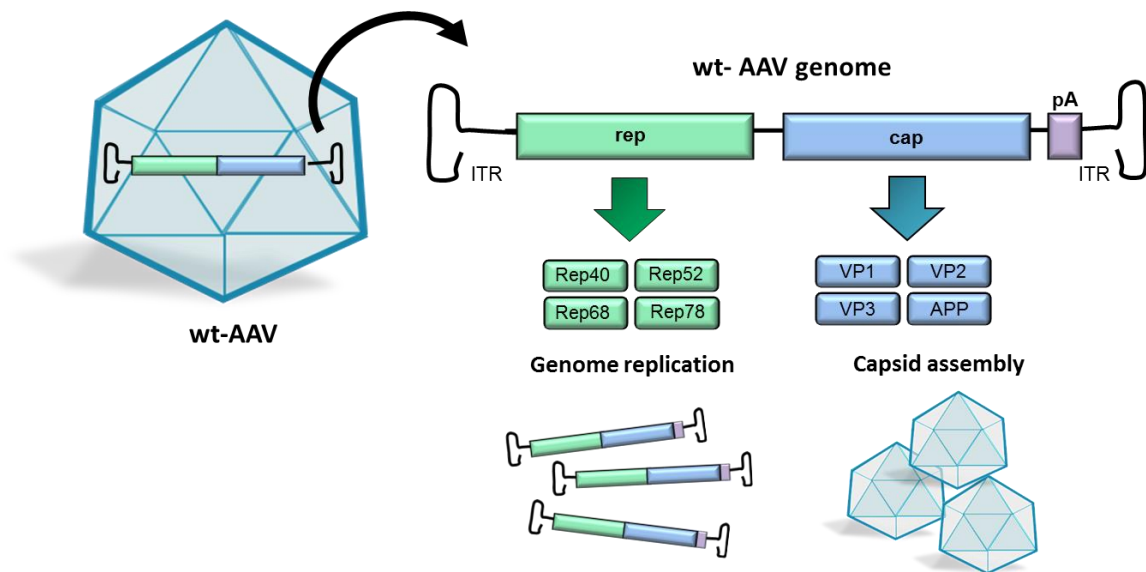 wt- AAV genome
pA
rep
cap
ITR
ITR
Rep40
Rep52
VP1
VP2
Rep68
Rep78
VP3
APP
wt-AAV
Genome replication
Capsid assembly